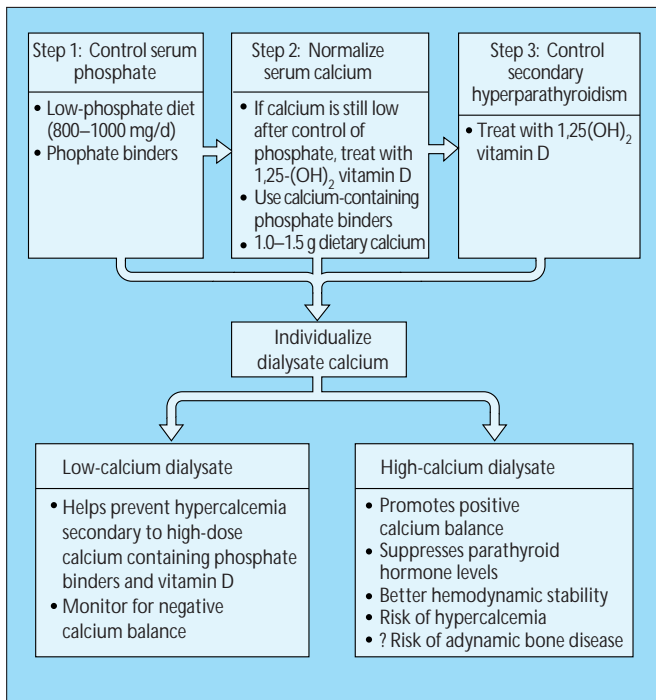 Step 1: Control serum
phosphate
• Low-phosphate diet
(800–1000 mg/d)
• Phophate binders
Step 2: Normalize
serum calcium
• If calcium is still low
after control of
phosphate, treat with
1,25-(OH)₂ vitamin D
• Use calcium-containing
phosphate binders
• 1.0–1.5 g dietary calcium
Step 3: Control
secondary
hyperparathyroidism
• Treat with 1,25(OH)₂
vitamin D
Individualize
dialysate calcium
Low-calcium dialysate
• Helps prevent hypercalcemia
secondary to high-dose
calcium containing phosphate
binders and vitamin D
• Monitor for negative
calcium balance
High-calcium dialysate
• Promotes positive
calcium balance
• Suppresses parathyroid
hormone levels
• Better hemodynamic stability
• Risk of hypercalcemia
• ? Risk of adynamic bone disease